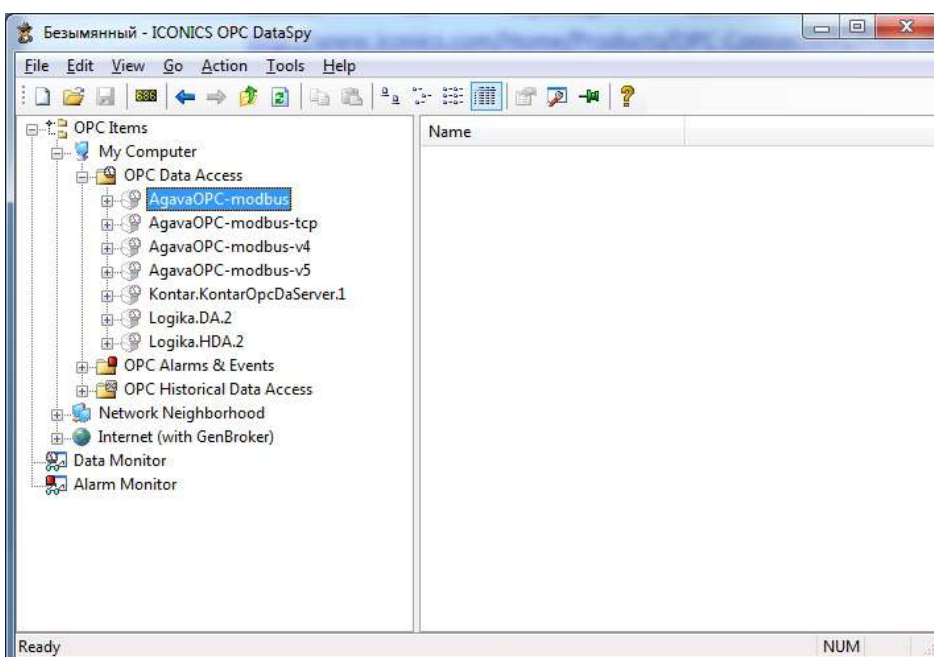 Безымянный - ICONICS OPC DataSpy
File Edit View Go Action Tools Help
OPC Items
Name
My Computer
OPC Data Access
AgavaOPC-modbus
AgavaOPC-modbus-tcp
AgavaOPC-modbus-v4
AgavaOPC-modbus-v5
Kontar.KontarOpcDaServer.1
Logika.DA.2
Logika.HDA.2
OPC Alarms & Events
OPC Historical Data Access
Network Neighborhood
Internet (with GenBroker)
Data Monitor
Alarm Monitor
Ready NUM